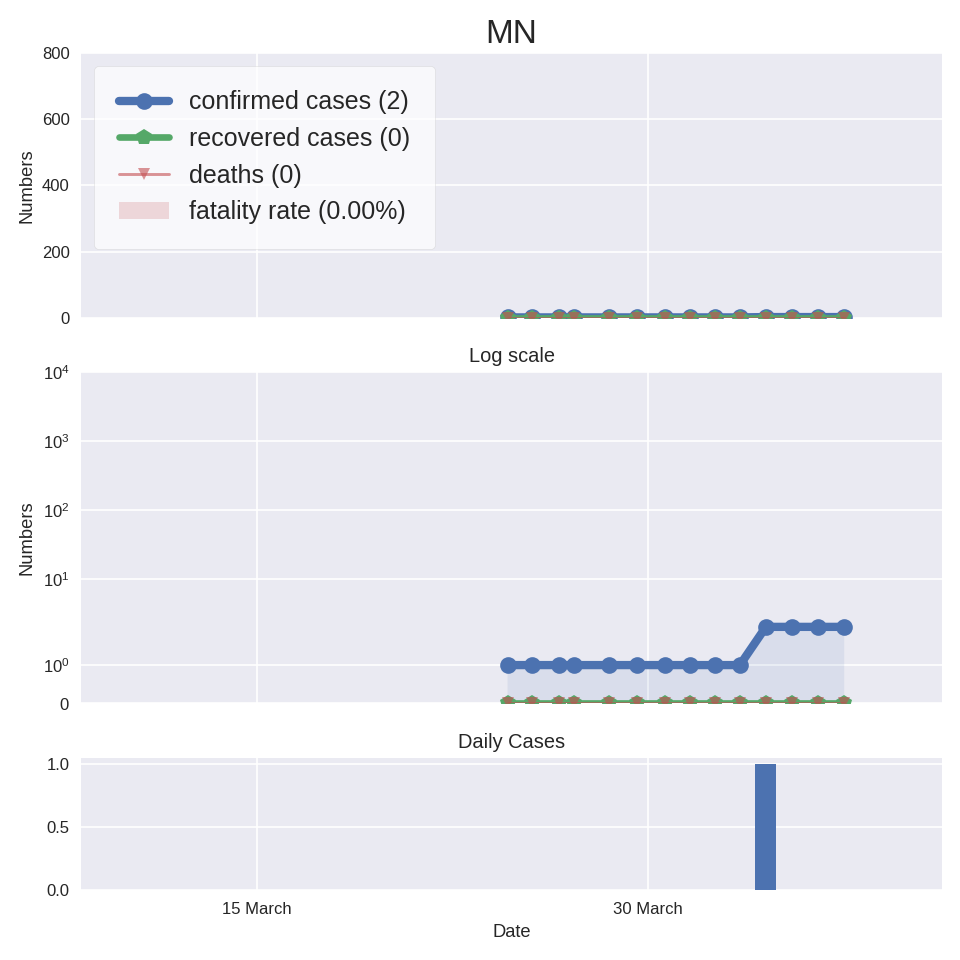 MN
800
600
400
200
0
Numbers
confirmed cases (2)
recovered cases (0)
deaths (0)
fatality rate (0.00%)
Log scale
10⁴
10³
10²
10¹
10⁰
0
Numbers
Daily Cases
1.0
0.5
0.0
15 March 30 March
Date